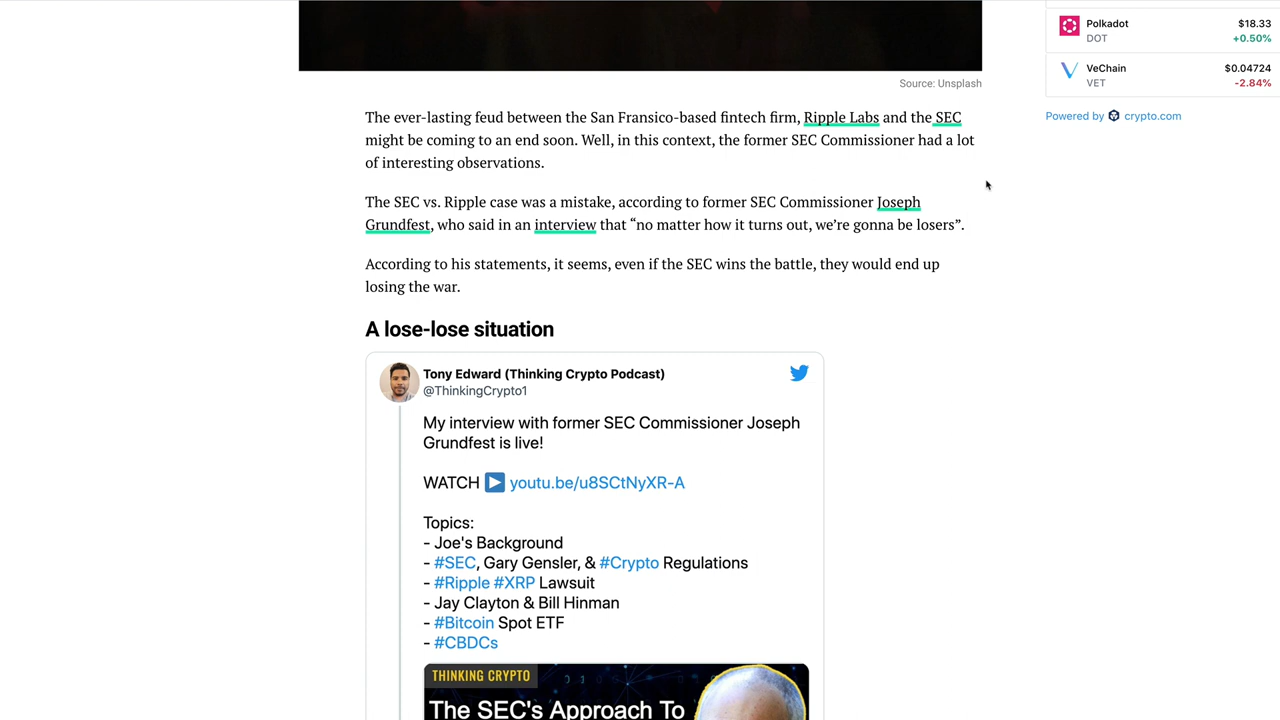 Polkadot $18.33
DOT +0.50%
VeChain $0.04724
VET -2.84%
Powered by crypto.com
Source: Unsplash
The ever-lasting feud between the San Fransico-based fintech firm, Ripple Labs and the SEC
might be coming to an end soon. Well, in this context, the former SEC Commissioner had a lot
of interesting observations.
The SEC vs. Ripple case was a mistake, according to former SEC Commissioner Joseph
Grundfest, who said in an interview that “no matter how it turns out, we’re gonna be losers”.
According to his statements, it seems, even if the SEC wins the battle, they would end up
losing the war.
A lose-lose situation
Tony Edward (Thinking Crypto Podcast)
@ThinkingCrypto1
My interview with former SEC Commissioner Joseph
Grundfest is live!
WATCH ▶ youtu.be/u8SCtNyXR-A
Topics:
- Joe's Background
- #SEC, Gary Gensler, & #Crypto Regulations
- #Ripple #XRP Lawsuit
- Jay Clayton & Bill Hinman
- #Bitcoin Spot ETF
- #CBDCs
THINKING CRYPTO
The SEC's Approach To